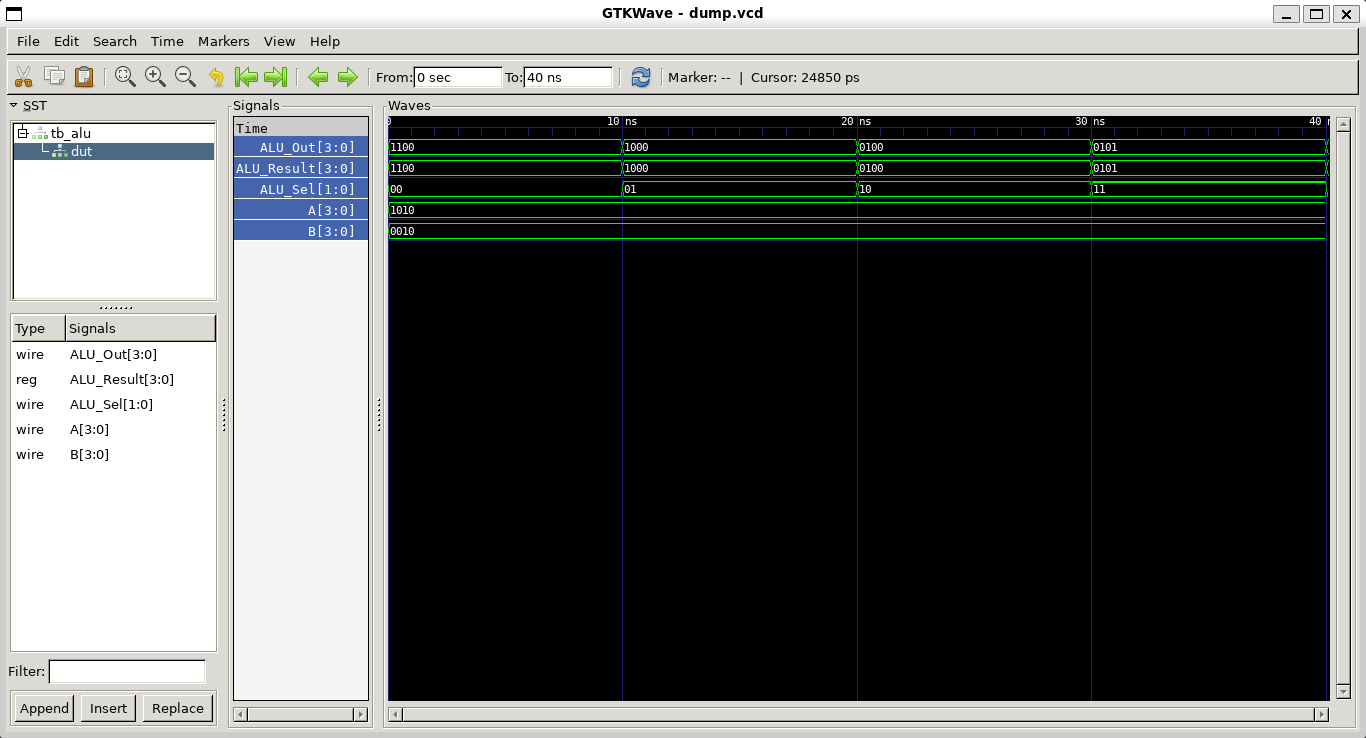 GTKWave - dump.vcd
File Edit Search Time Markers View Help
From: 0 sec To: 40 ns Marker: -- | Cursor: 24850 ps
SST
tb_alu
dut
Type Signals
wire ALU_Out[3:0]
reg ALU_Result[3:0]
wire ALU_Sel[1:0]
wire A[3:0]
wire B[3:0]
Filter:
Append Insert Replace
Signals
Time
ALU_Out[3:0]
ALU_Result[3:0]
ALU_Sel[1:0]
A[3:0]
B[3:0]
Waves
0 10 ns 20 ns 30 ns 40
1100 1000 0100 0101
1100 1000 0100 0101
00 01 10 11
1010
0010